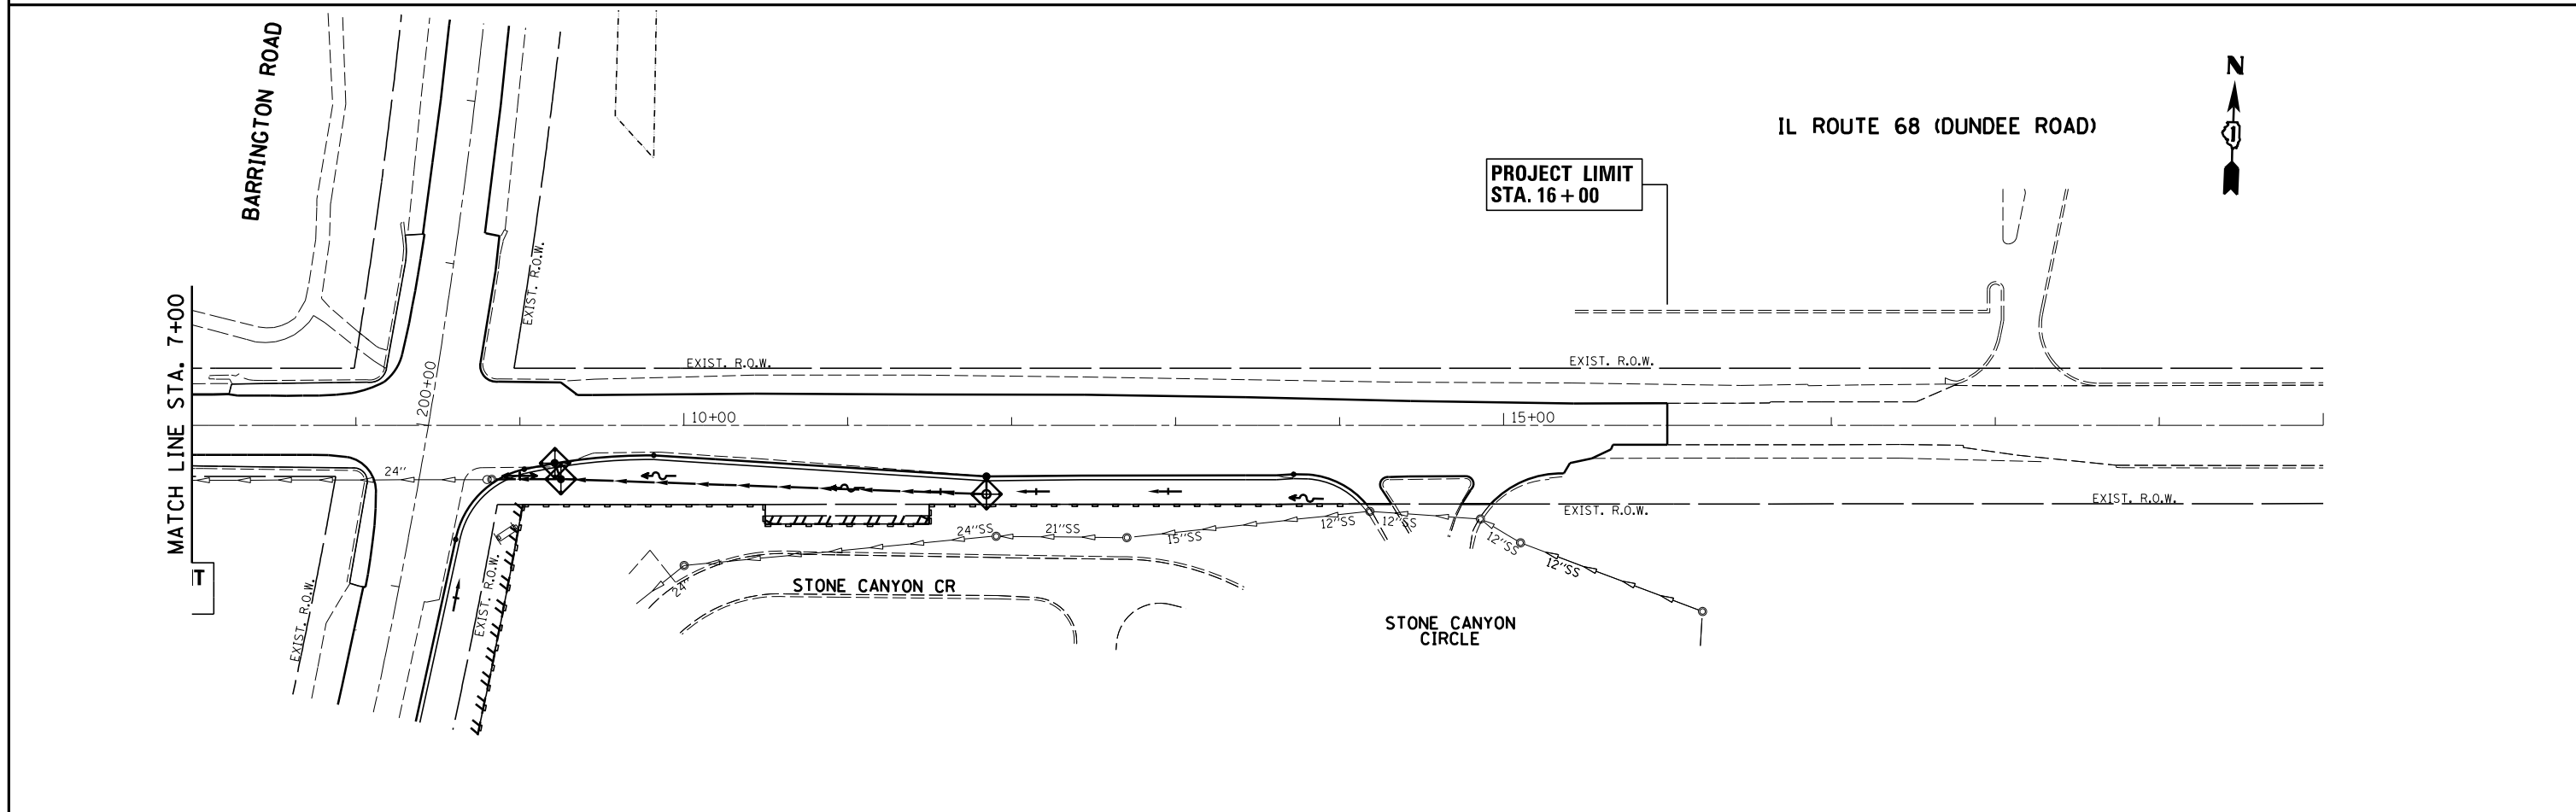 BARRINGTON ROAD
N
IL ROUTE 68 (DUNDEE ROAD)
PROJECT LIMIT
STA. 16+00
EXIST. R.O.W.
MATCH LINE STA. 7+00
200+00
EXIST. R.O.W.
EXIST. R.O.W.
10+00
15+00
24"
EXIST. R.O.W.
EXIST. R.O.W.
24"SS
21"SS
15"SS
12"SS
12"SS
12"SS
12"SS
T
EXIST. R.O.W.
EXIST. R.O.W.
24"
STONE CANYON CR
STONE CANYON
CIRCLE